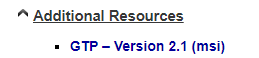 Additional Resources
GTP – Version 2.1 (msi)